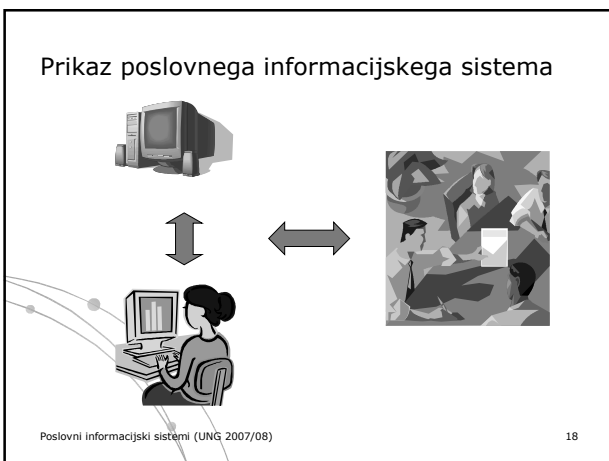 Prikaz poslovnega informacijskega sistema
Poslovni informacijski sistemi (UNG 2007/08)
18